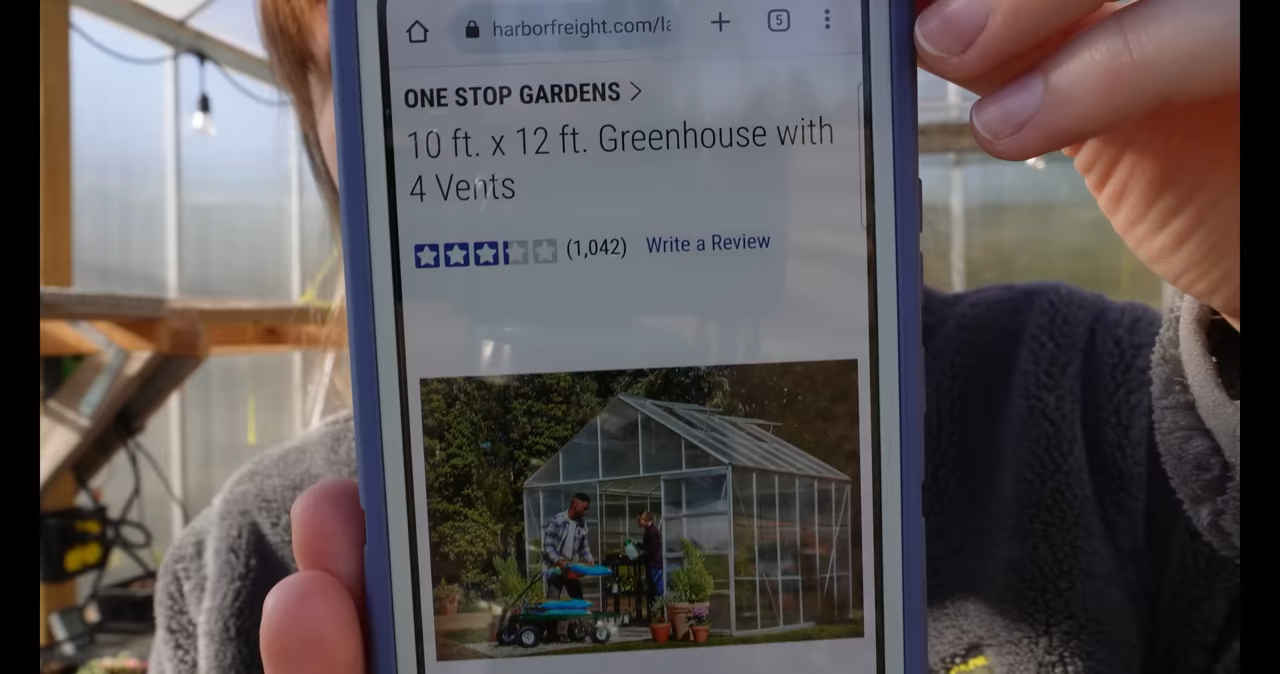 harborfreight.com/la
5
ONE STOP GARDENS >
10 ft. x 12 ft. Greenhouse with
4 Vents
(1,042) Write a Review